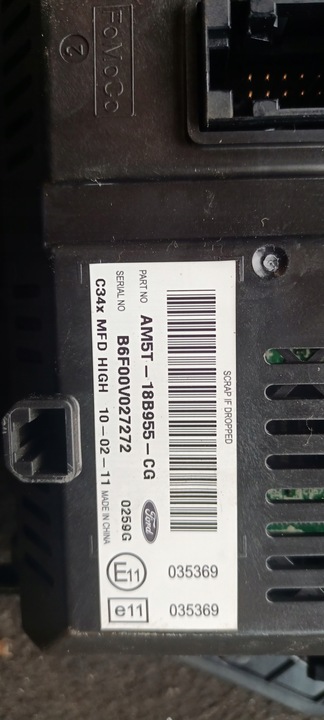 FoMoCo
2
SCRAP IF DROPPED
PART NO AM5T-18B955-CG
Ford
SERIAL NO B6F00V027272 0259G
C34x MFD HIGH 10-02-11 MADE IN CHINA
E11 035369
e11 035369